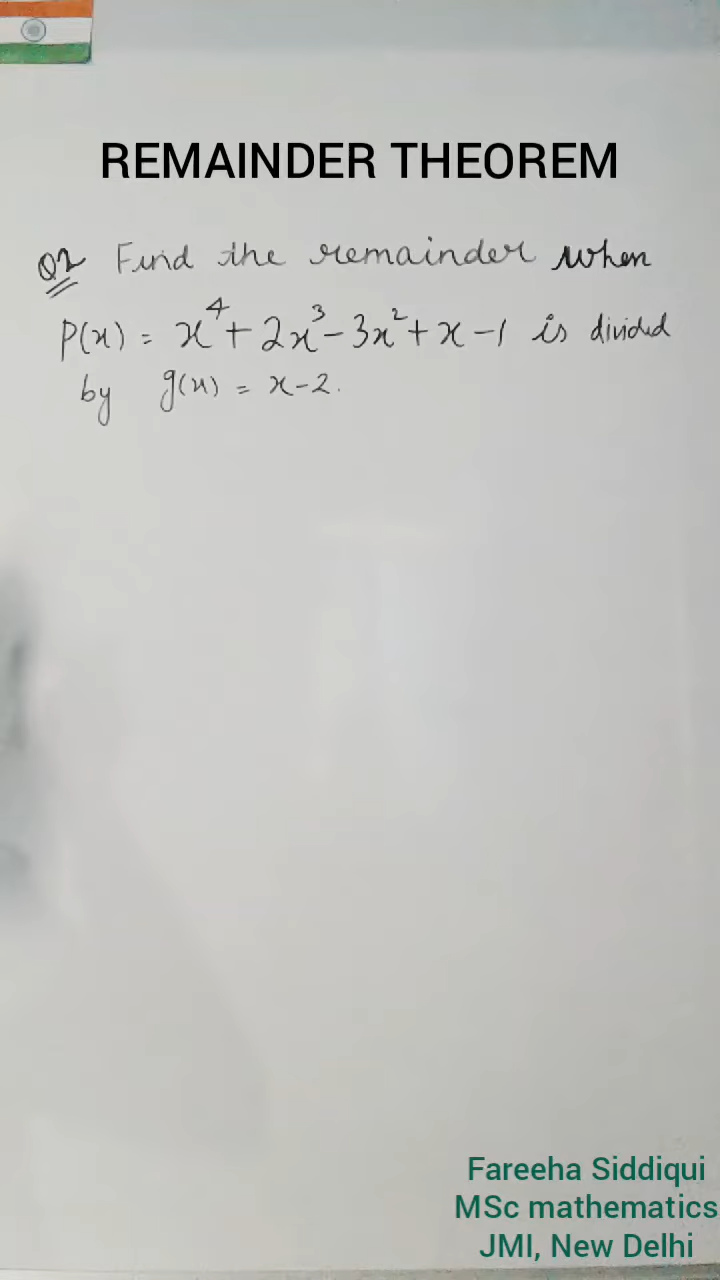 REMAINDER THEOREM
Q2 Find the remainder when
P(x) = x⁴ + 2x³ - 3x² + x - 1 is divided
by g(x) = x - 2.
Fareeha Siddiqui
MSc mathematics
JMI, New Delhi